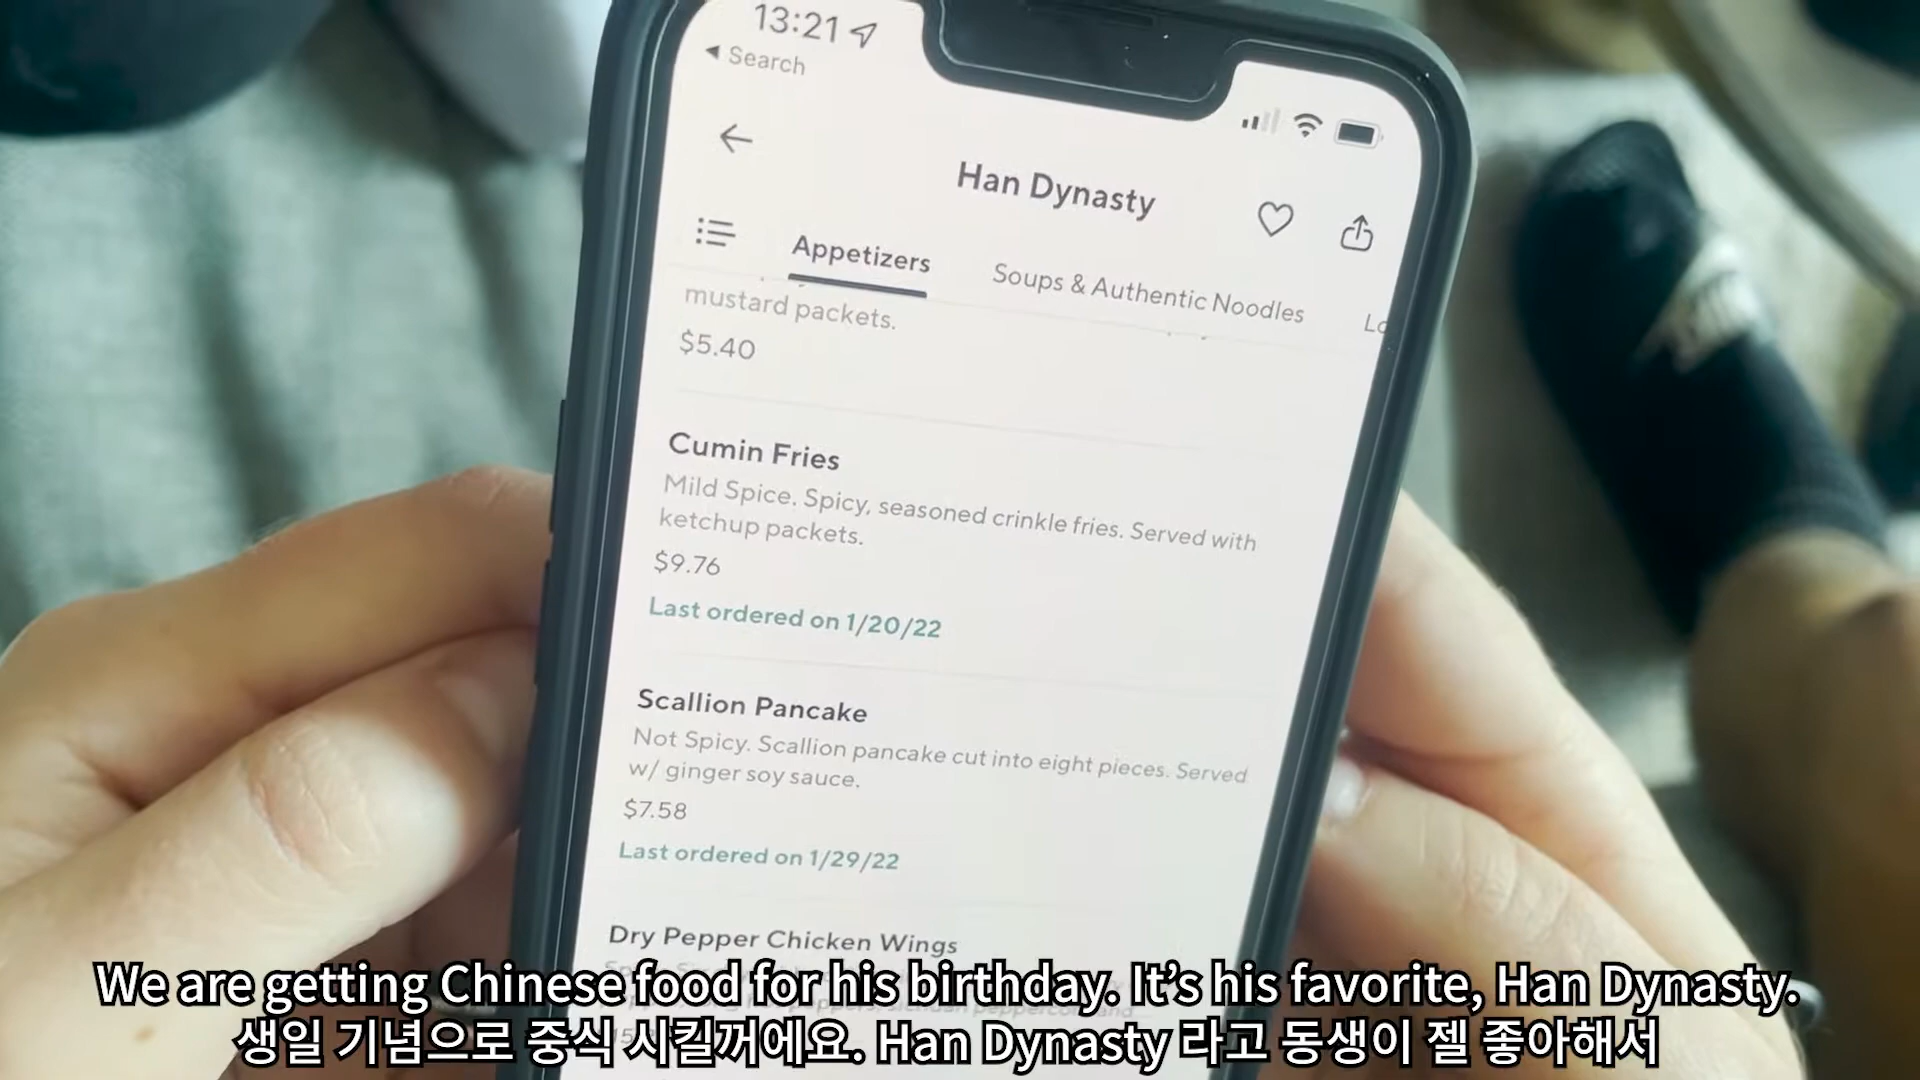 13:21
Search
Han Dynasty
Appetizers
Soups & Authentic Noodles
mustard packets.
$5.40
Cumin Fries
Mild Spice. Spicy, seasoned crinkle fries. Served with
ketchup packets.
$9.76
Last ordered on 1/20/22
Scallion Pancake
Not Spicy. Scallion pancake cut into eight pieces. Served
w/ ginger soy sauce.
$7.58
Last ordered on 1/29/22
Dry Pepper Chicken Wings
We are getting Chinese food for his birthday. It’s his favorite, Han Dynasty.
생일 기념으로 중식 시킬꺼에요. Han Dynasty 라고 동생이 젤 좋아해서